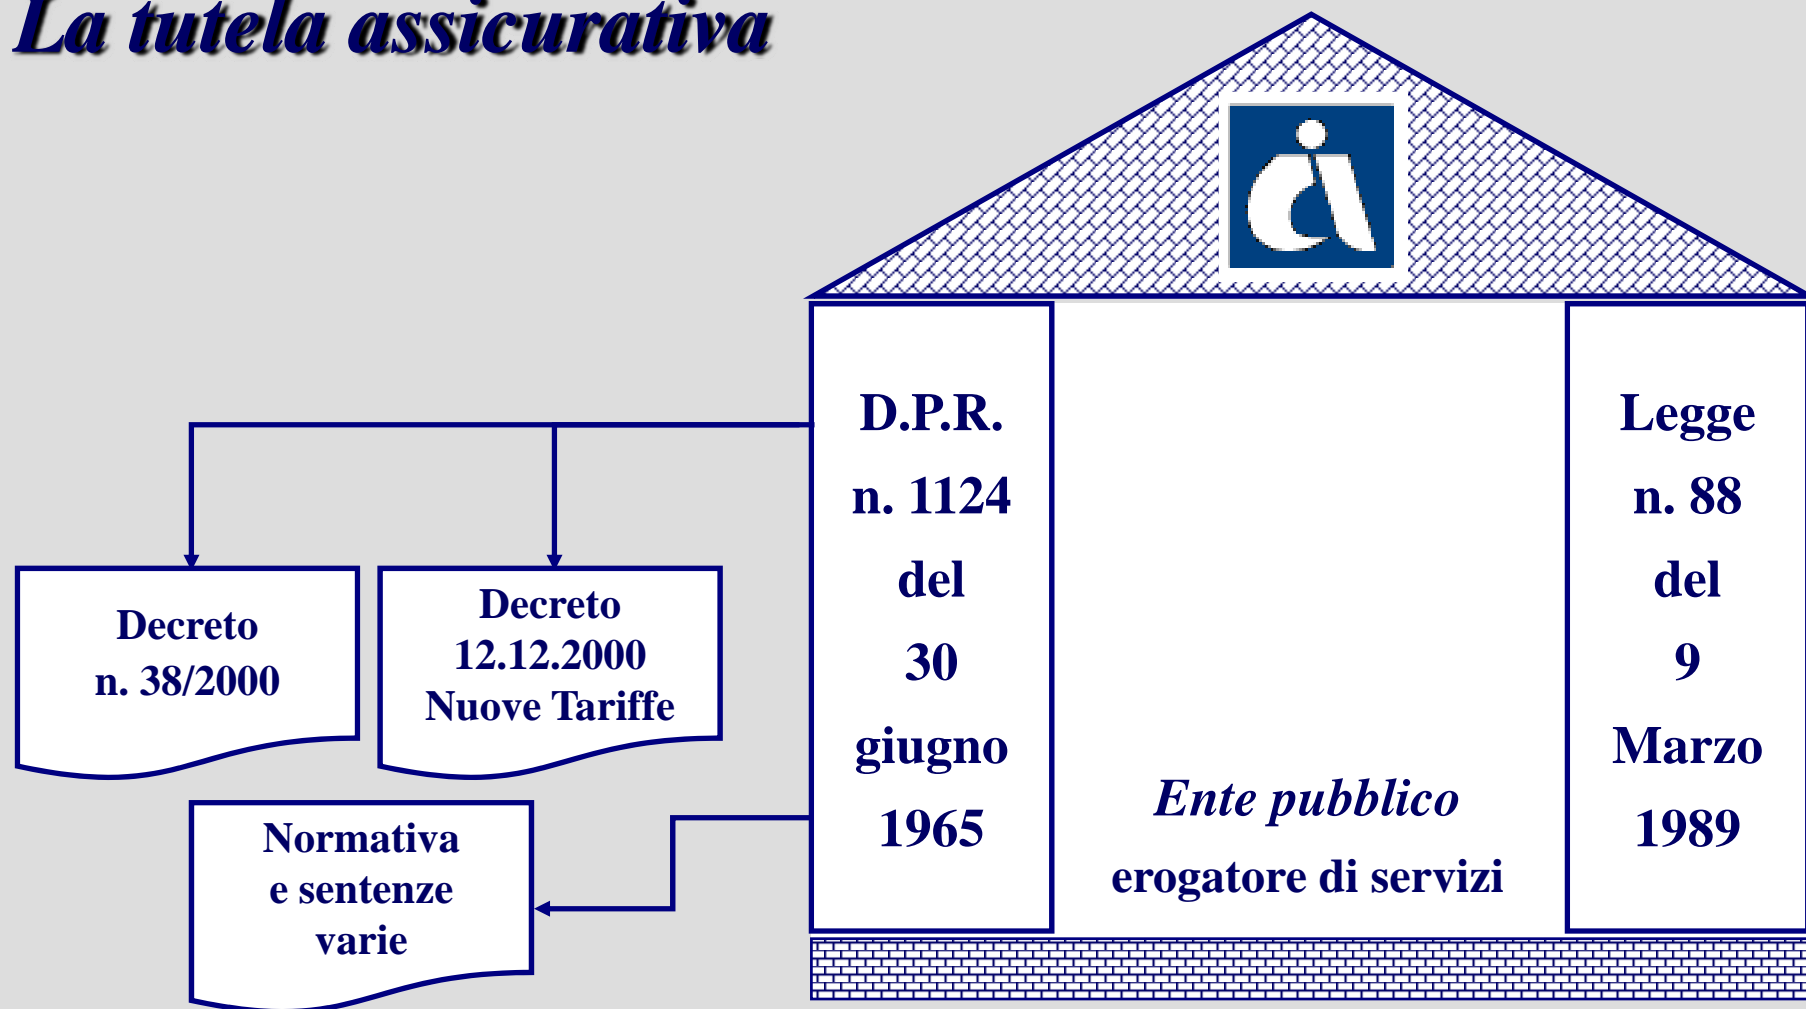 La tutela assicurativa
D.P.R.
n. 1124
del
30
giugno
1965
Legge
n. 88
del
9
Marzo
1989
Ente pubblico
erogatore di servizi
Decreto
n. 38/2000
Decreto
12.12.2000
Nuove Tariffe
Normativa
e sentenze
varie